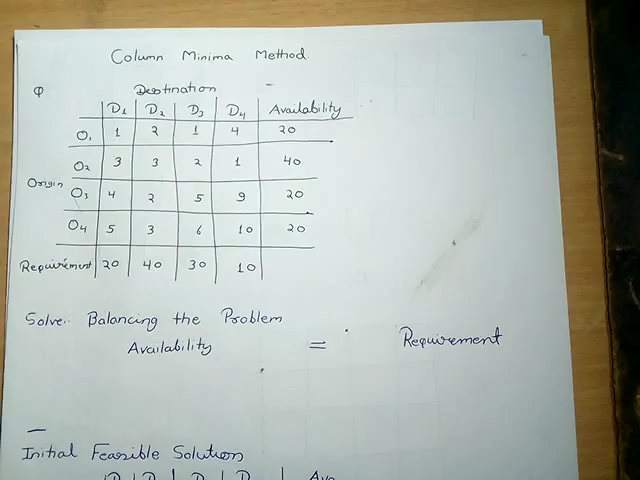 Column Minima Method.
Q Destination
D1 D2 D3 D4 Availability
O1 1 2 1 4 20
O2 3 3 2 1 40
Origin
O3 4 2 5 9 20
O4 5 3 6 10 20
Requirement 20 40 30 10
Solve:- Balancing the Problem
Availability = Requirement
Initial Feasible Solution